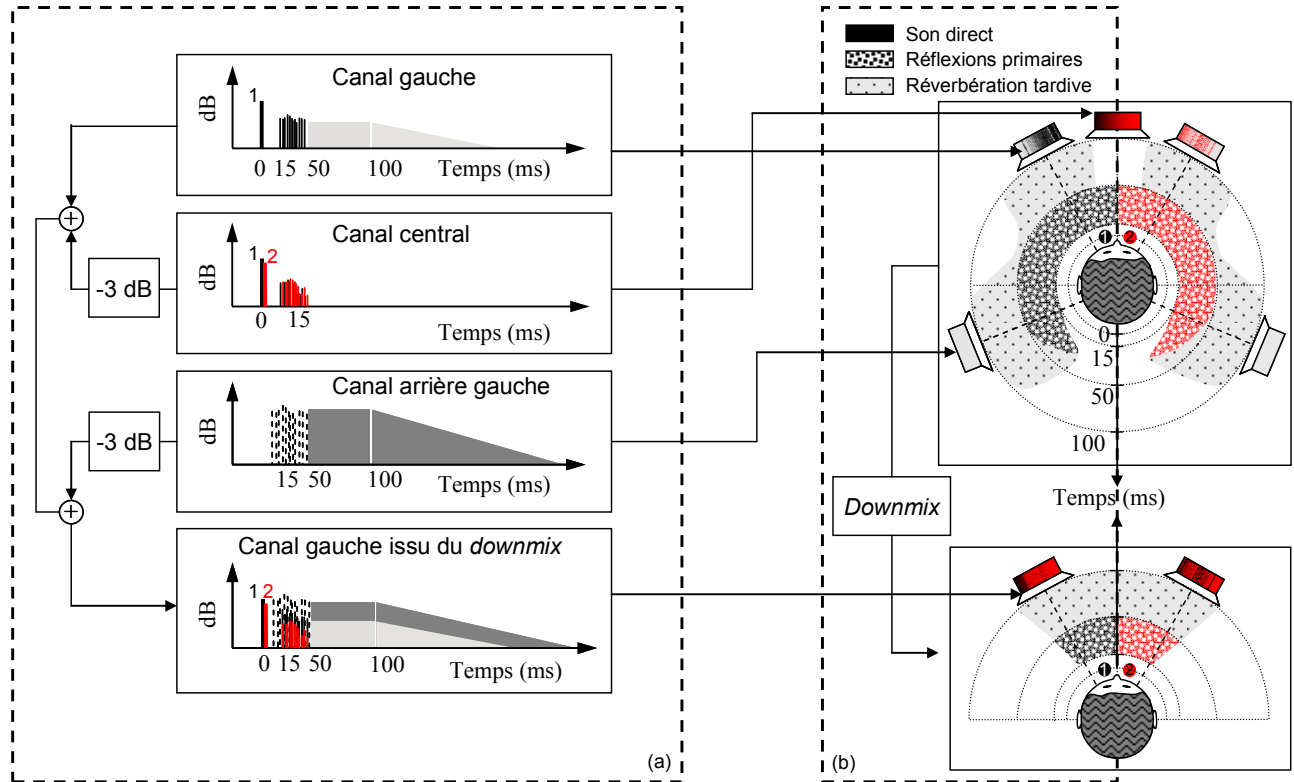 Son direct
Réflexions primaires
Réverbération tardive
Canal gauche
1
dB
0 15 50 100
Temps (ms)
Canal central
1 2
-3 dB
0 15
Temps (ms)
Canal arrière gauche
-3 dB
dB
15 50 100
Temps (ms)
Canal gauche issu du downmix
1 2
dB
0 15 50 100
Temps (ms)
(a)
1 2
0
15
50
100
Temps (ms)
Downmix
1 2
(b)